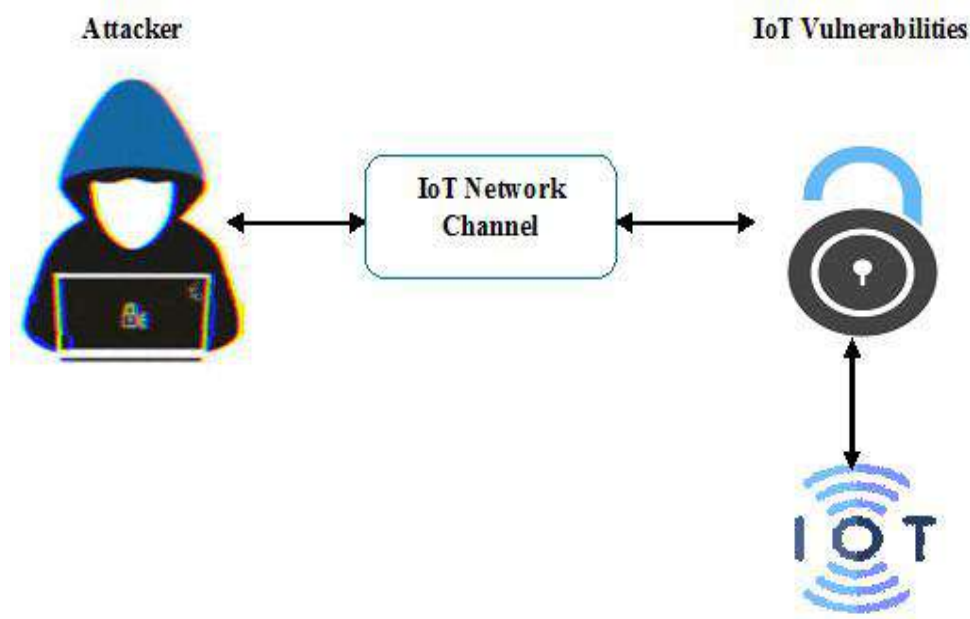 Attacker
IoT Vulnerabilities
IoT Network
Channel
IOT